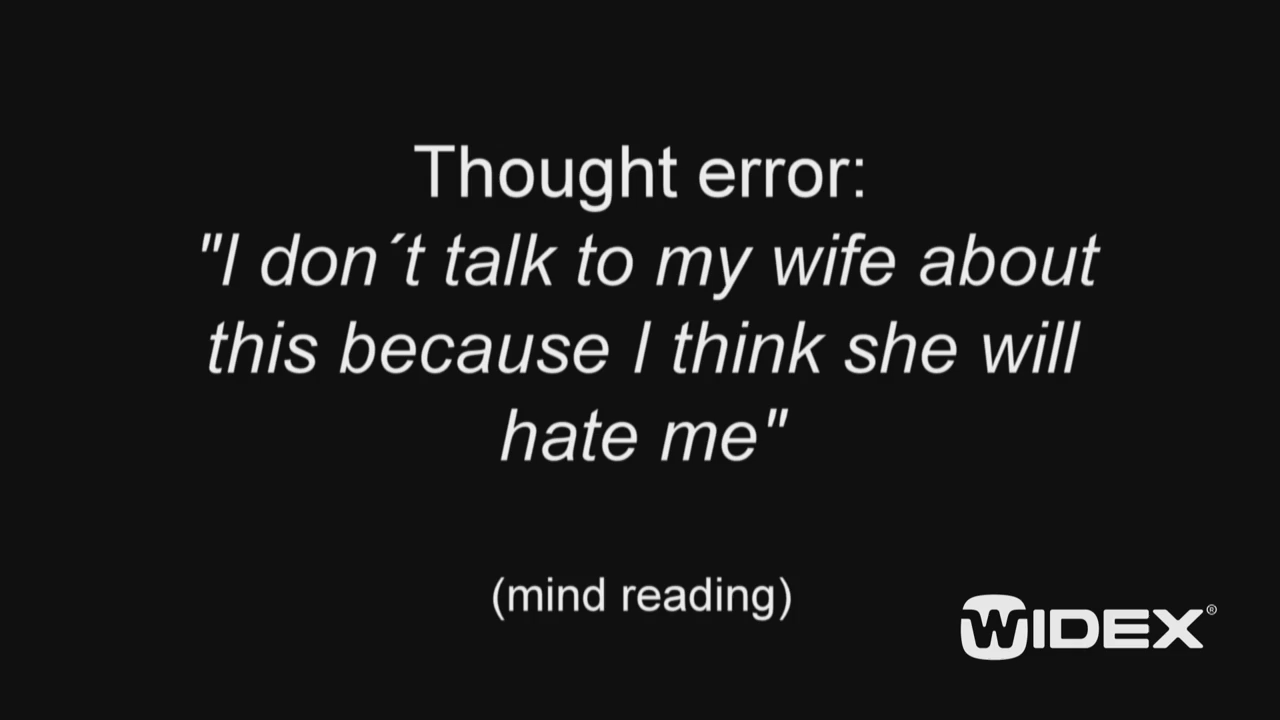 Thought error:
"I don´t talk to my wife about
this because I think she will
hate me"
(mind reading)
WIDEX®